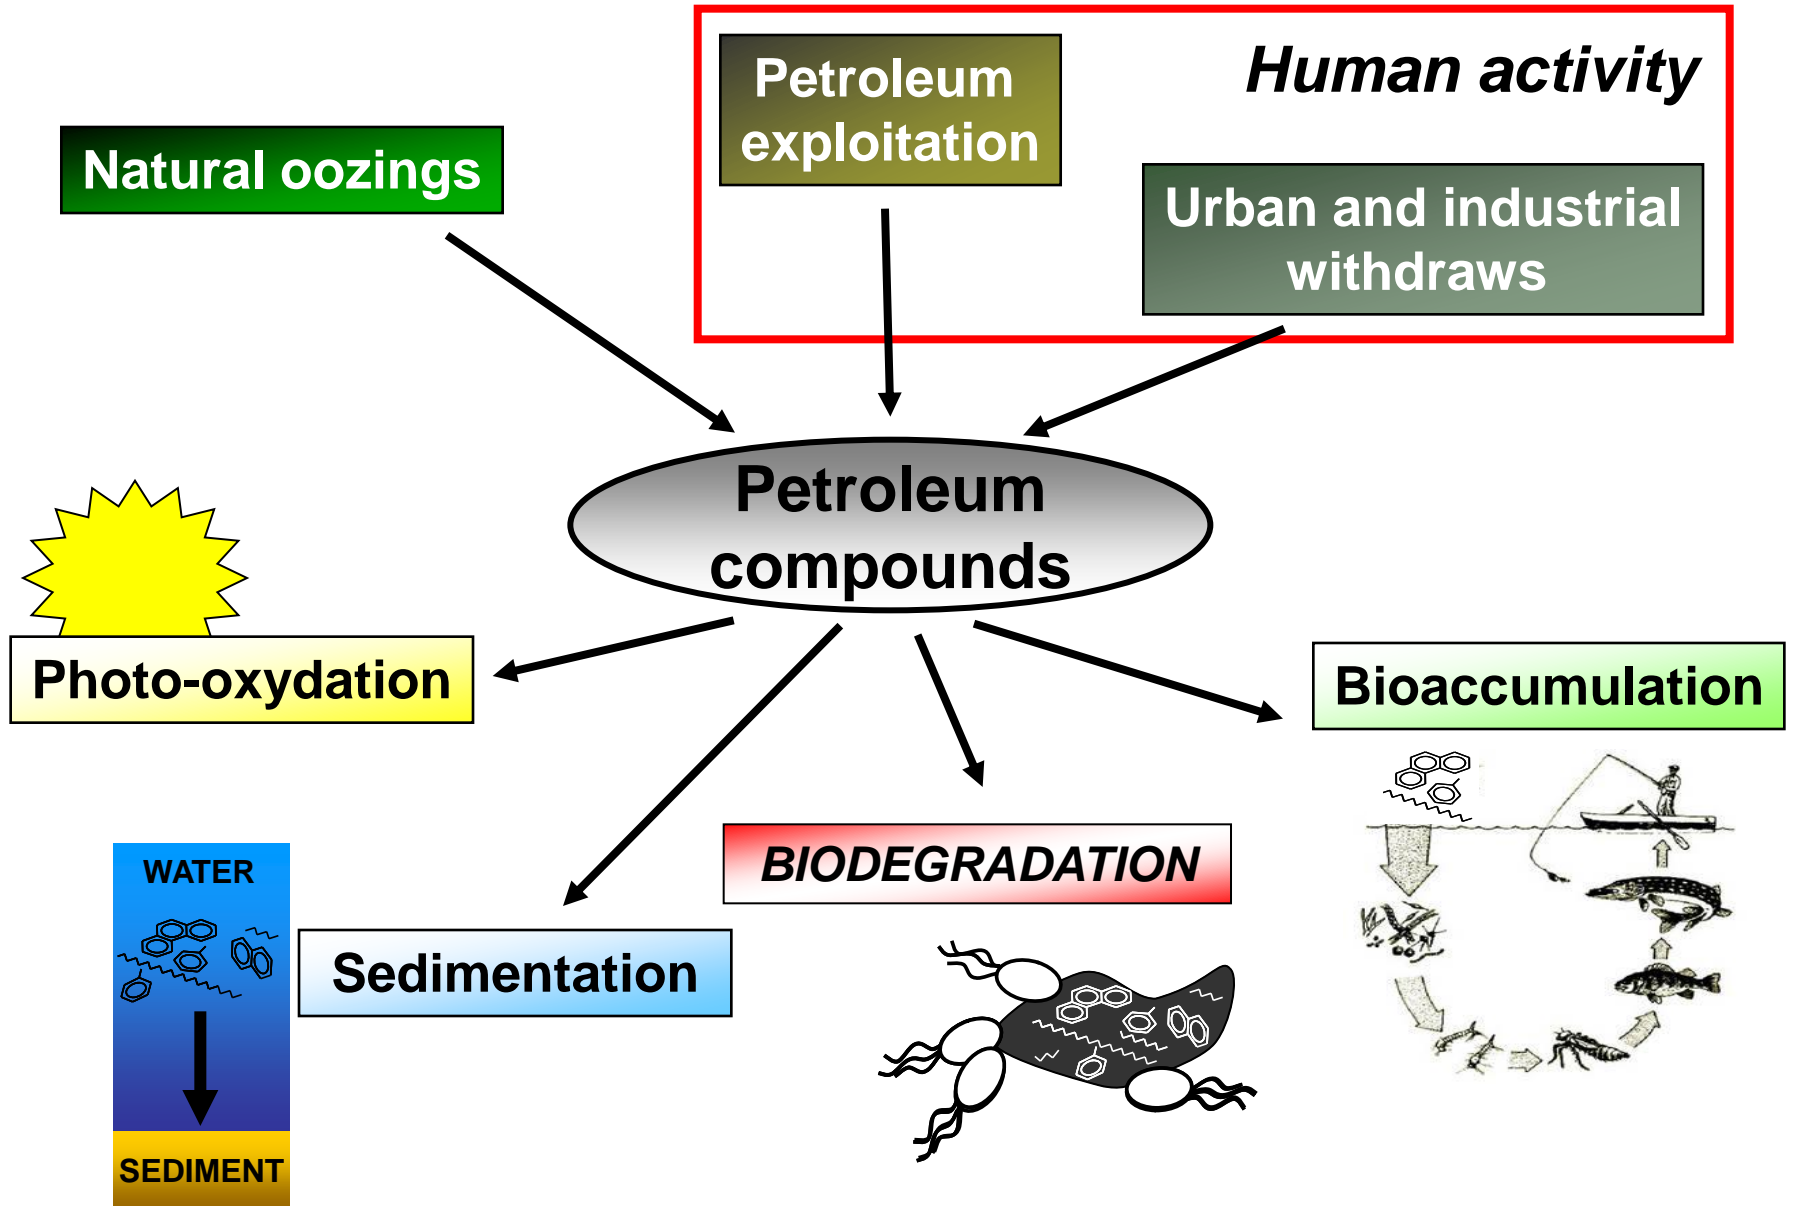 Human activity
Petroleum
exploitation
Natural oozings
Urban and industrial
withdraws
Petroleum
compounds
Photo-oxydation
Bioaccumulation
BIODEGRADATION
WATER
Sedimentation
SEDIMENT